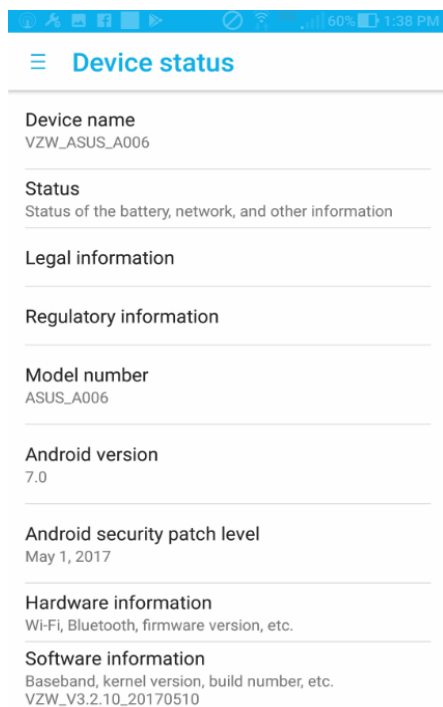 60% 1:38 PM
Device status
Device name
VZW_ASUS_A006
Status
Status of the battery, network, and other information
Legal information
Regulatory information
Model number
ASUS_A006
Android version
7.0
Android security patch level
May 1, 2017
Hardware information
Wi-Fi, Bluetooth, firmware version, etc.
Software information
Baseband, kernel version, build number, etc.
VZW_V3.2.10_20170510